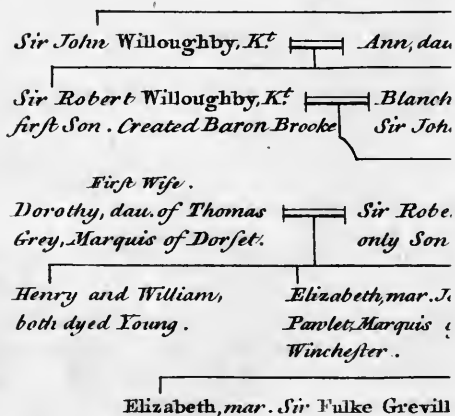 Sir John Willoughby, Kt. Ann, dau
Sir Robert Willoughby, Kt. Blanch
firſt Son. Created Baron Brooke Sir Joh
Firſt Wife.
Dorothy, dau. of Thomas Sir Robe
Grey, Marquis of Dorſet. only Son
Henry and William, Elizabeth, mar. J
both dyed Young. Pawlet, Marquis
Wincheſter.
Elizabeth, mar. Sir Fulke Grevill